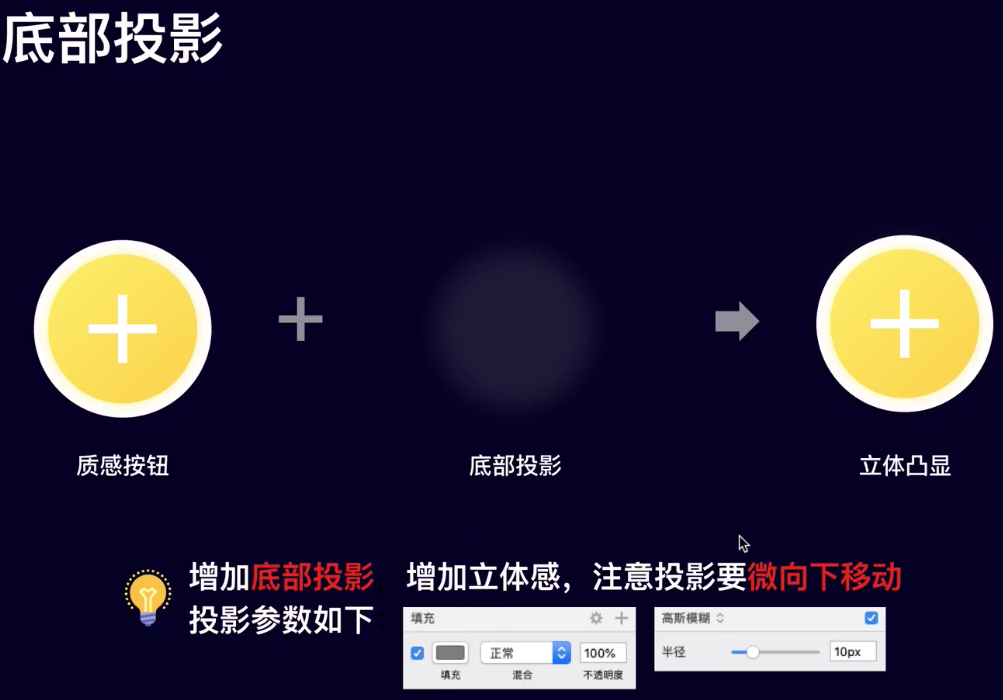 底部投影
质感按钮
底部投影
立体凸显
增加底部投影，增加立体感，注意投影要微向下移动
投影参数如下：
填充
正常
100%
填充
混合
不透明度
高斯模糊
半径
10px